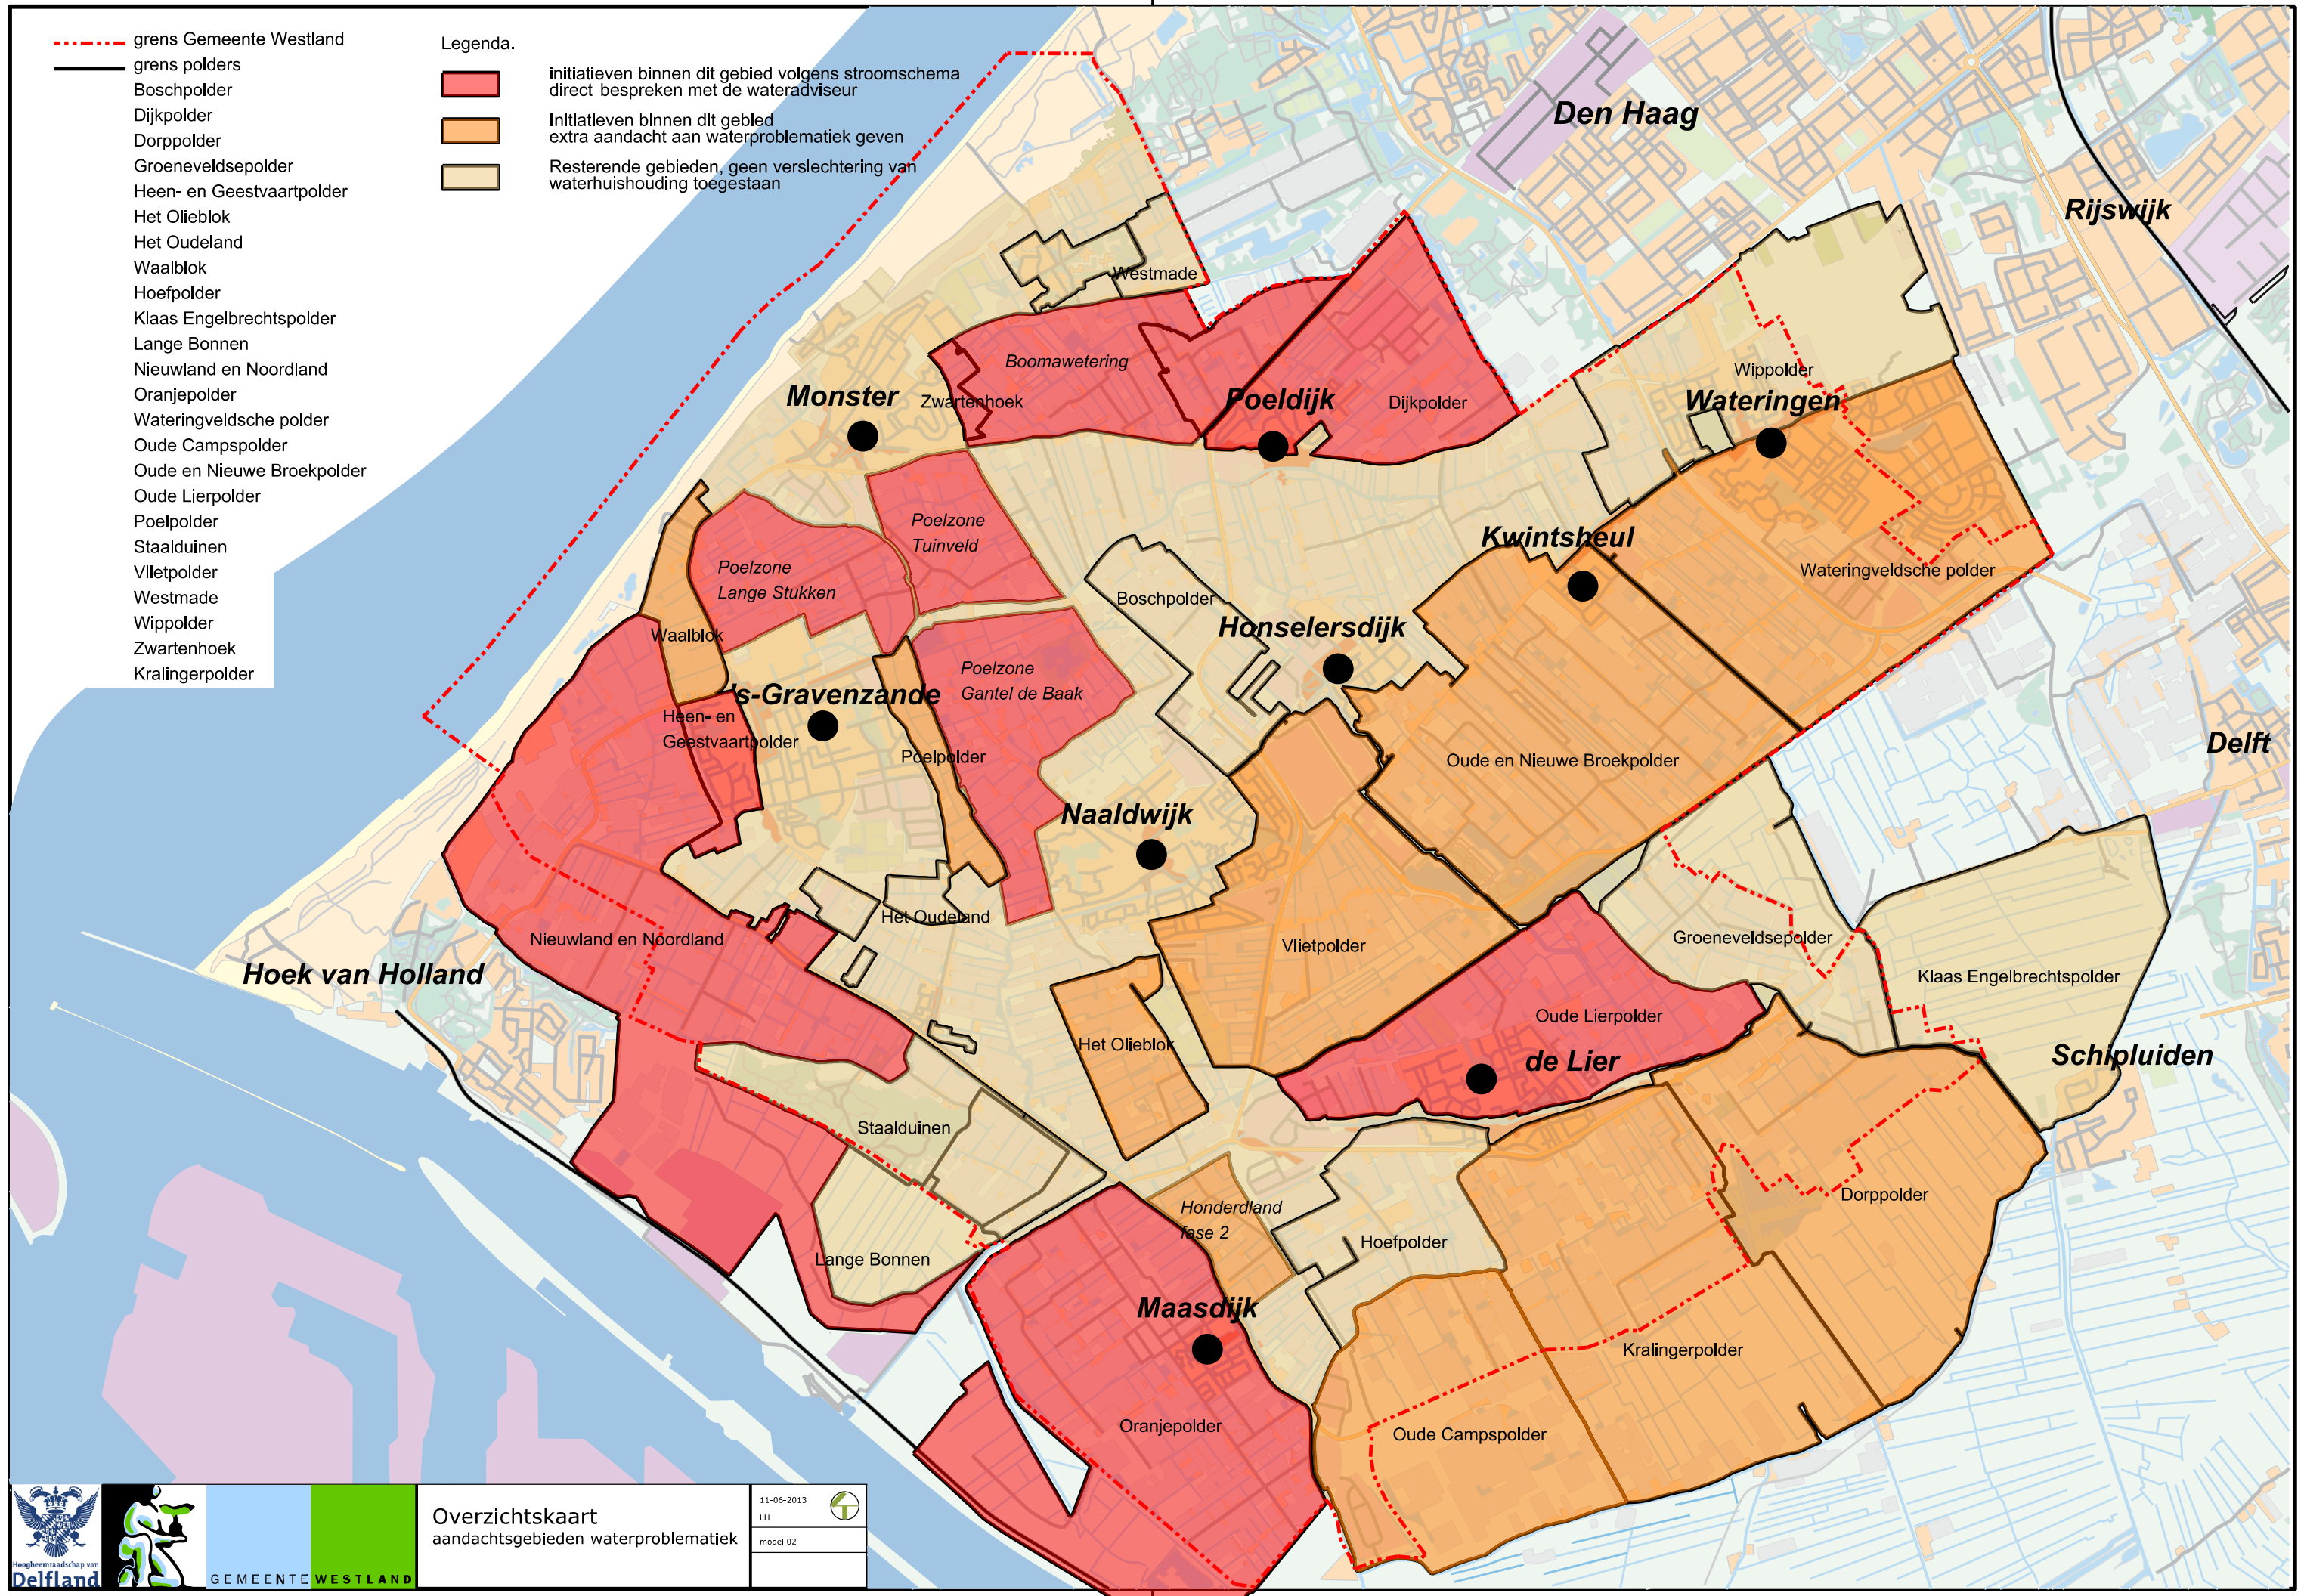 grens Gemeente Westland
grens polders
Boschpolder
Dijkpolder
Dorppolder
Groeneveldsepolder
Heen- en Geestvaartpolder
Het Olieblok
Het Oudeland
Waalblok
Hoefpolder
Klaas Engelbrechtspolder
Lange Bonnen
Nieuwland en Noordland
Oranjepolder
Wateringveldsche polder
Oude Campspolder
Oude en Nieuwe Broekpolder
Oude Lierpolder
Poelpolder
Staalduinen
Vlietpolder
Westmade
Wippolder
Zwartenhoek
Kralingerpolder
Legenda.
Initiatieven binnen dit gebied volgens stroomschema
direct bespreken met de wateradviseur
Initiatieven binnen dit gebied
extra aandacht aan waterproblematiek geven
Resterende gebieden, geen verslechtering van
waterhuishouding toegestaan
Den Haag
Rijswijk
Westmade
Boomawetering
Wippolder
Monster
Zwartenhoek
Poeldijk
Dijkpolder
Wateringen
Poelzone
Tuinveld
Kwintsheul
Poelzone
Lange Stukken
Wateringveldsche polder
Boschpolder
Waalblok
Honselersdijk
Poelzone
Gantel de Baak
's-Gravenzande
Heen- en
Geestvaartpolder
Poelpolder
Oude en Nieuwe Broekpolder
Delft
Naaldwijk
Het Oudeland
Nieuwland en Noordland
Vlietpolder
Groeneveldsepolder
Hoek van Holland
Klaas Engelbrechtspolder
Oude Lierpolder
Het Olieblok
de Lier
Schipluiden
Staalduinen
Honderdland
fase 2
Dorppolder
Hoefpolder
Lange Bonnen
Maasdijk
Kralingerpolder
Oranjepolder
Oude Campspolder
Hoogheemraadschap van
Delfland
GEMEENTE WESTLAND
Overzichtskaart
aandachtsgebieden waterproblematiek
11-06-2013
LH
model 02